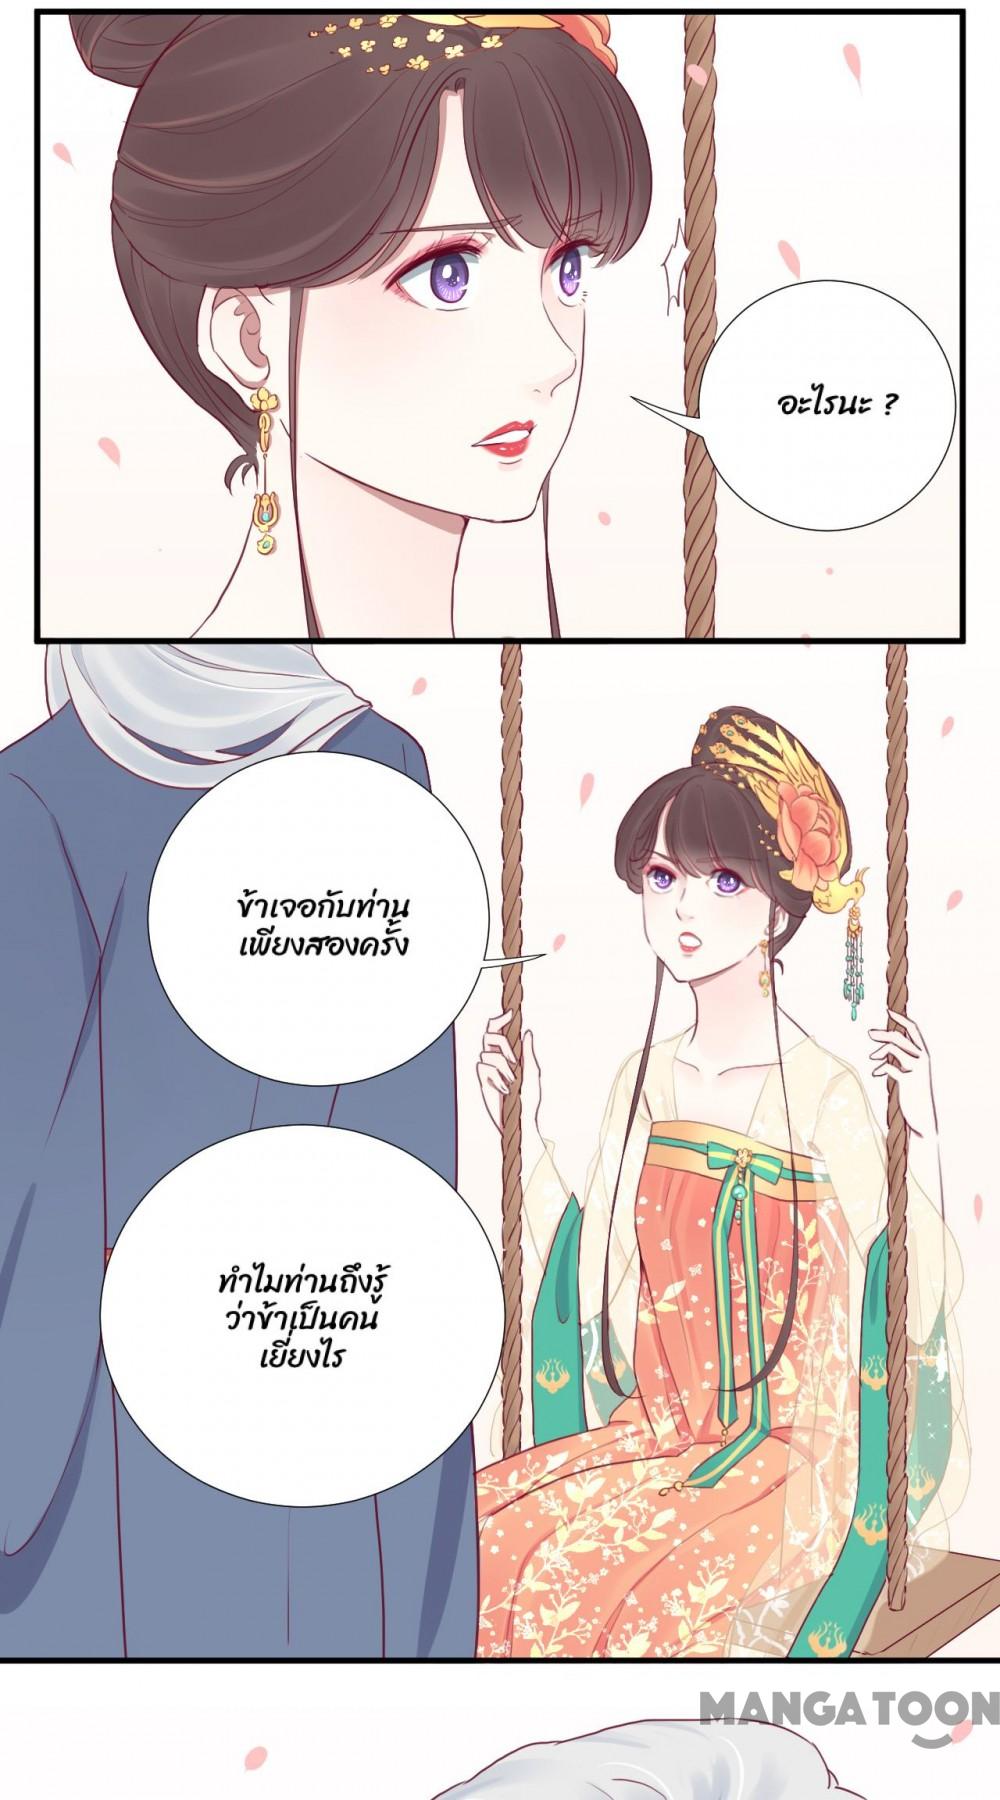 อะไรนะ ?
ข้าเจอกับท่าน
เพียงสองครั้ง
ทำไมท่านถึงรู้
ว่าข้าเป็นคน
เยี่ยงไร
MANGATOON